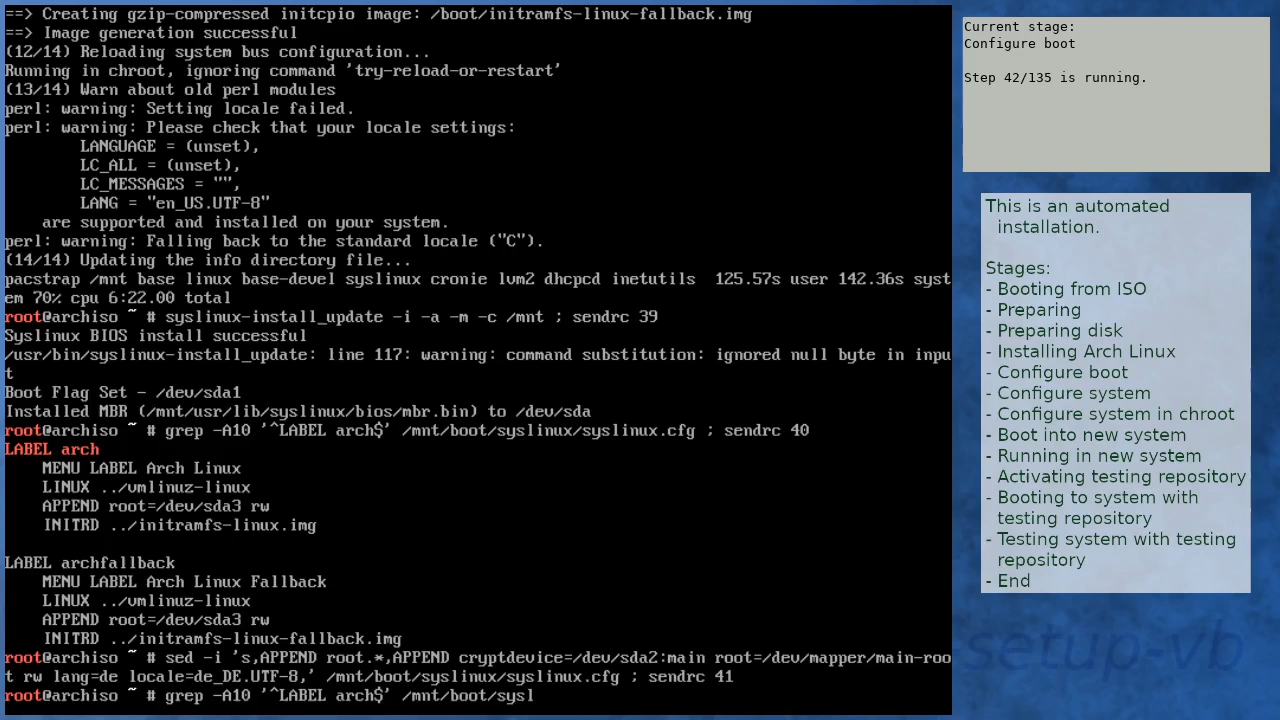 ==> Creating gzip-compressed initcpio image: /boot/initramfs-linux-fallback.img
==> Image generation successful
(12/14) Reloading system bus configuration...
Running in chroot, ignoring command 'try-reload-or-restart'
(13/14) Warn about old perl modules
perl: warning: Setting locale failed.
perl: warning: Please check that your locale settings:
        LANGUAGE = (unset),
        LC_ALL = (unset),
        LC_MESSAGES = "",
        LANG = "en_US.UTF-8"
    are supported and installed on your system.
perl: warning: Falling back to the standard locale ("C").
(14/14) Updating the info directory file...
pacstrap /mnt base linux base-devel syslinux cronie lvm2 dhcpcd inetutils  125.57s user 142.36s syst
em 70% cpu 6:22.00 total
root@archiso ~ # syslinux-install_update -i -a -m -c /mnt ; sendrc 39
Syslinux BIOS install successful
/usr/bin/syslinux-install_update: line 117: warning: command substitution: ignored null byte in inpu
t
Boot Flag Set - /dev/sda1
Installed MBR (/mnt/usr/lib/syslinux/bios/mbr.bin) to /dev/sda
root@archiso ~ # grep -A10 '^LABEL arch$' /mnt/boot/syslinux/syslinux.cfg ; sendrc 40
LABEL arch
    MENU LABEL Arch Linux
    LINUX ../vmlinuz-linux
    APPEND root=/dev/sda3 rw
    INITRD ../initramfs-linux.img

LABEL archfallback
    MENU LABEL Arch Linux Fallback
    LINUX ../vmlinuz-linux
    APPEND root=/dev/sda3 rw
    INITRD ../initramfs-linux-fallback.img
root@archiso ~ # sed -i 's,APPEND root.*,APPEND cryptdevice=/dev/sda2:main root=/dev/mapper/main-roo
t rw lang=de locale=de_DE.UTF-8,' /mnt/boot/syslinux/syslinux.cfg ; sendrc 41
root@archiso ~ # grep -A10 '^LABEL arch$' /mnt/boot/sysl
Current stage:
Configure boot

Step 42/135 is running.
This is an automated
installation.

Stages:
- Booting from ISO
- Preparing
- Preparing disk
- Installing Arch Linux
- Configure boot
- Configure system
- Configure system in chroot
- Boot into new system
- Running in new system
- Activating testing repository
- Booting to system with
testing repository
- Testing system with testing
repository
- End
setup-vb